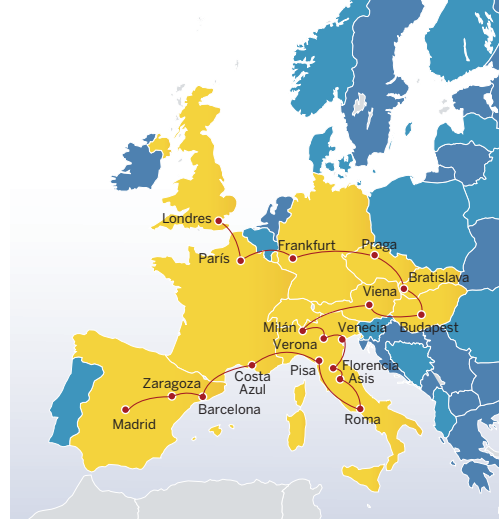 Londres
París
Frankfurt
Praga
Bratislava
Viena
Milán
Venecia
Budapest
Verona
Florencia
Pisa
Asis
Costa
Azul
Zaragoza
Barcelona
Madrid
Roma